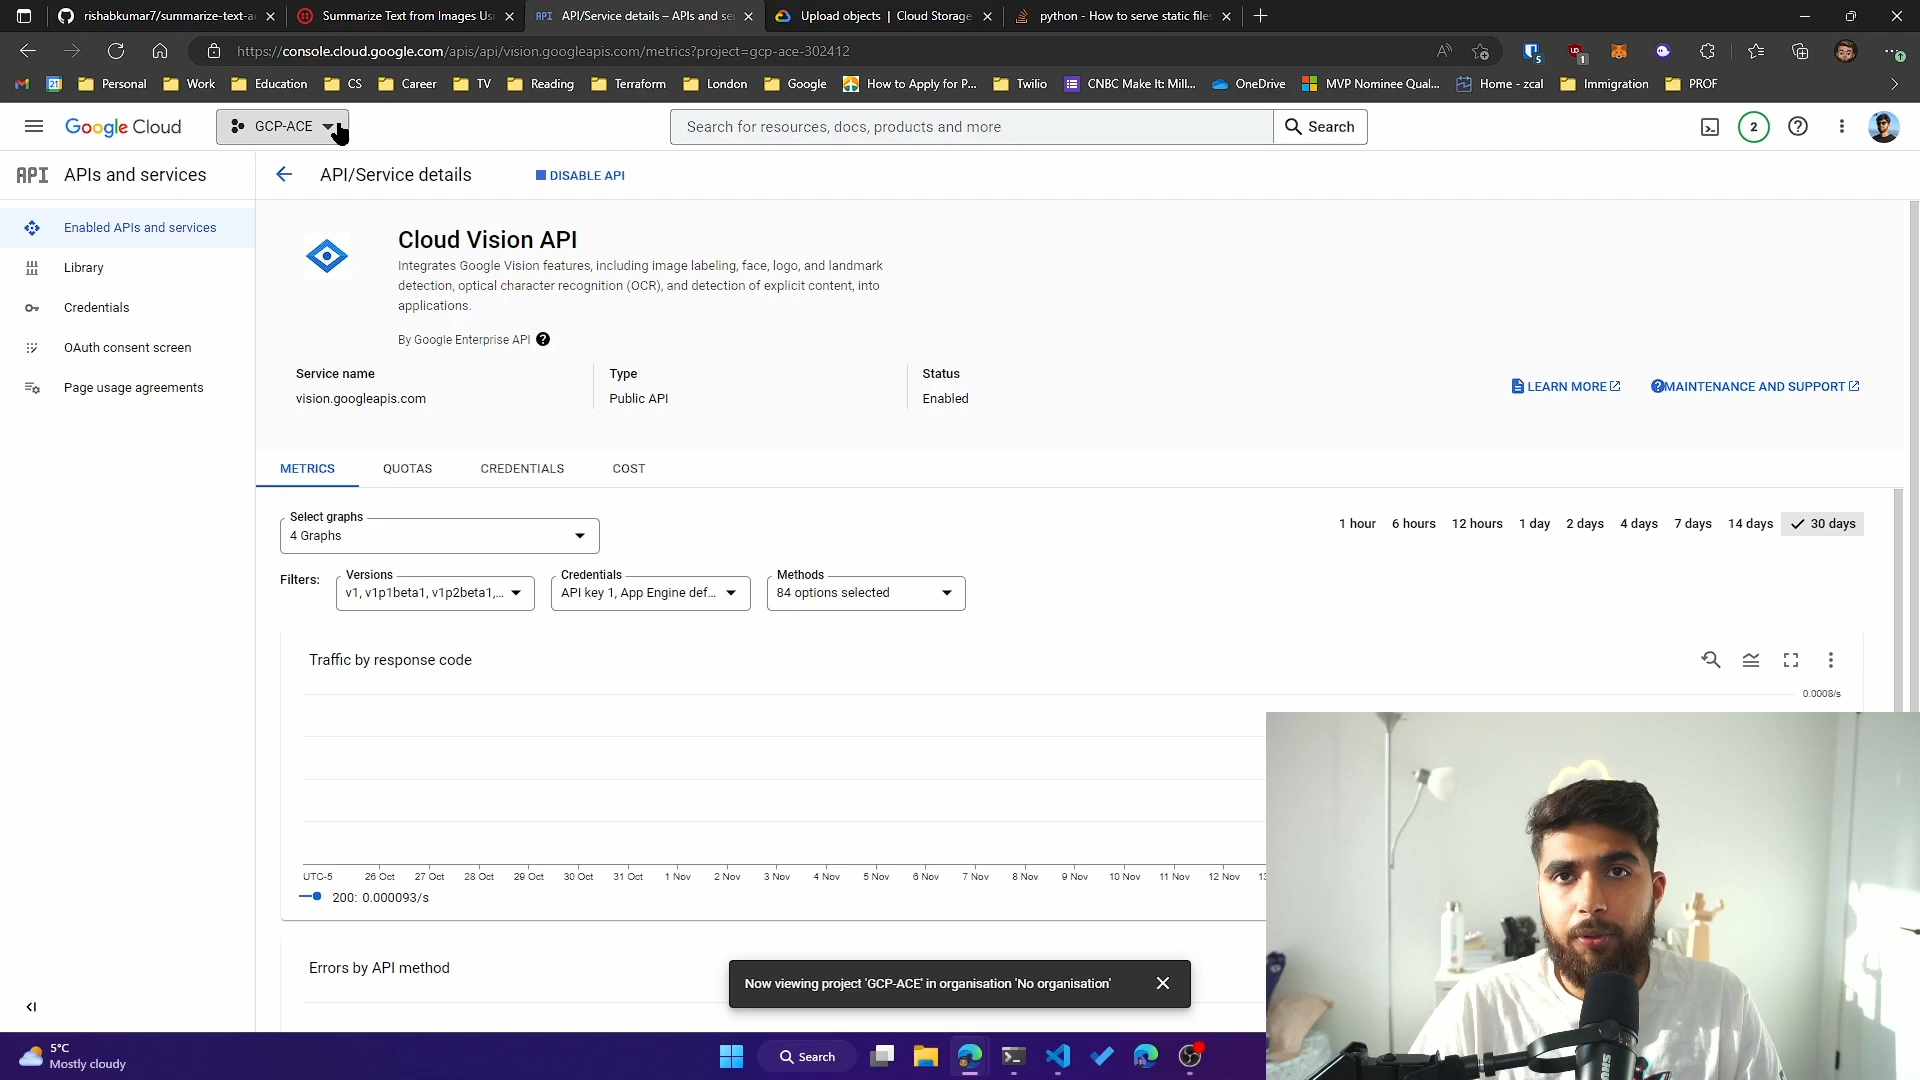 rishabkumar7/summarize-text-a
Summarize Text from Images Usi
API API/Service details – APIs and se
Upload objects | Cloud Storage
python - How to serve static files
https://console.cloud.google.com/apis/api/vision.googleapis.com/metrics?project=gcp-ace-302412
5
1
21
Personal
Work
Education
CS
Career
TV
Reading
Terraform
London
Google
How to Apply for P...
Twilio
CNBC Make It: Mill...
OneDrive
MVP Nominee Qual...
Home - zcal
Immigration
PROF
Google Cloud
GCP-ACE
Search for resources, docs, products and more
Search
2
API APIs and services
API/Service details
DISABLE API
Enabled APIs and services
Library
Credentials
OAuth consent screen
Page usage agreements
Cloud Vision API
Integrates Google Vision features, including image labeling, face, logo, and landmark
detection, optical character recognition (OCR), and detection of explicit content, into
applications.
By Google Enterprise API
Service name
vision.googleapis.com
Type
Public API
Status
Enabled
LEARN MORE
MAINTENANCE AND SUPPORT
METRICS
QUOTAS
CREDENTIALS
COST
Select graphs
4 Graphs
1 hour
6 hours
12 hours
1 day
2 days
4 days
7 days
14 days
30 days
Filters:
Versions
v1, v1p1beta1, v1p2beta1,...
Credentials
API key 1, App Engine def...
Methods
84 options selected
Traffic by response code
0.0008/s
UTC-5
26 Oct
27 Oct
28 Oct
29 Oct
30 Oct
31 Oct
1 Nov
2 Nov
3 Nov
4 Nov
5 Nov
6 Nov
7 Nov
8 Nov
9 Nov
10 Nov
11 Nov
12 Nov
200: 0.000093/s
Errors by API method
Now viewing project 'GCP-ACE' in organisation 'No organisation'
5°C
Mostly cloudy
Search